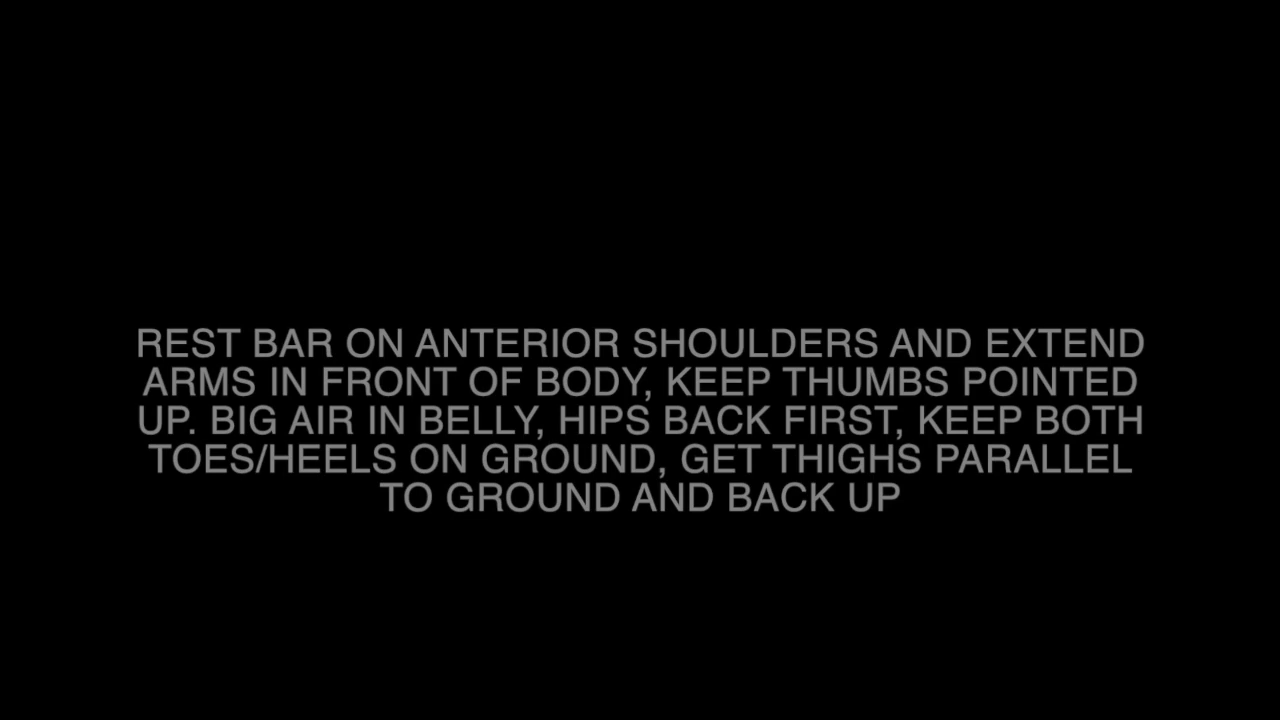 REST BAR ON ANTERIOR SHOULDERS AND EXTEND
ARMS IN FRONT OF BODY, KEEP THUMBS POINTED
UP. BIG AIR IN BELLY, HIPS BACK FIRST, KEEP BOTH
TOES/HEELS ON GROUND, GET THIGHS PARALLEL
TO GROUND AND BACK UP